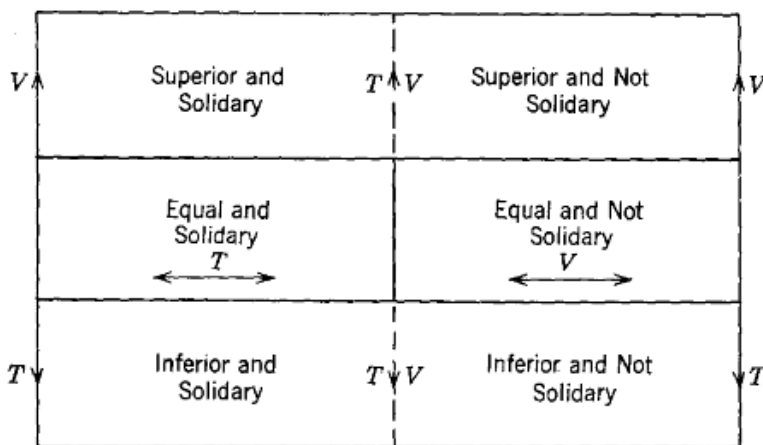 Superior and
Solidary
Superior and Not
Solidary
V T V V
Equal and
Solidary
T
Equal and Not
Solidary
V
Inferior and
Solidary
Inferior and Not
Solidary
T T V T